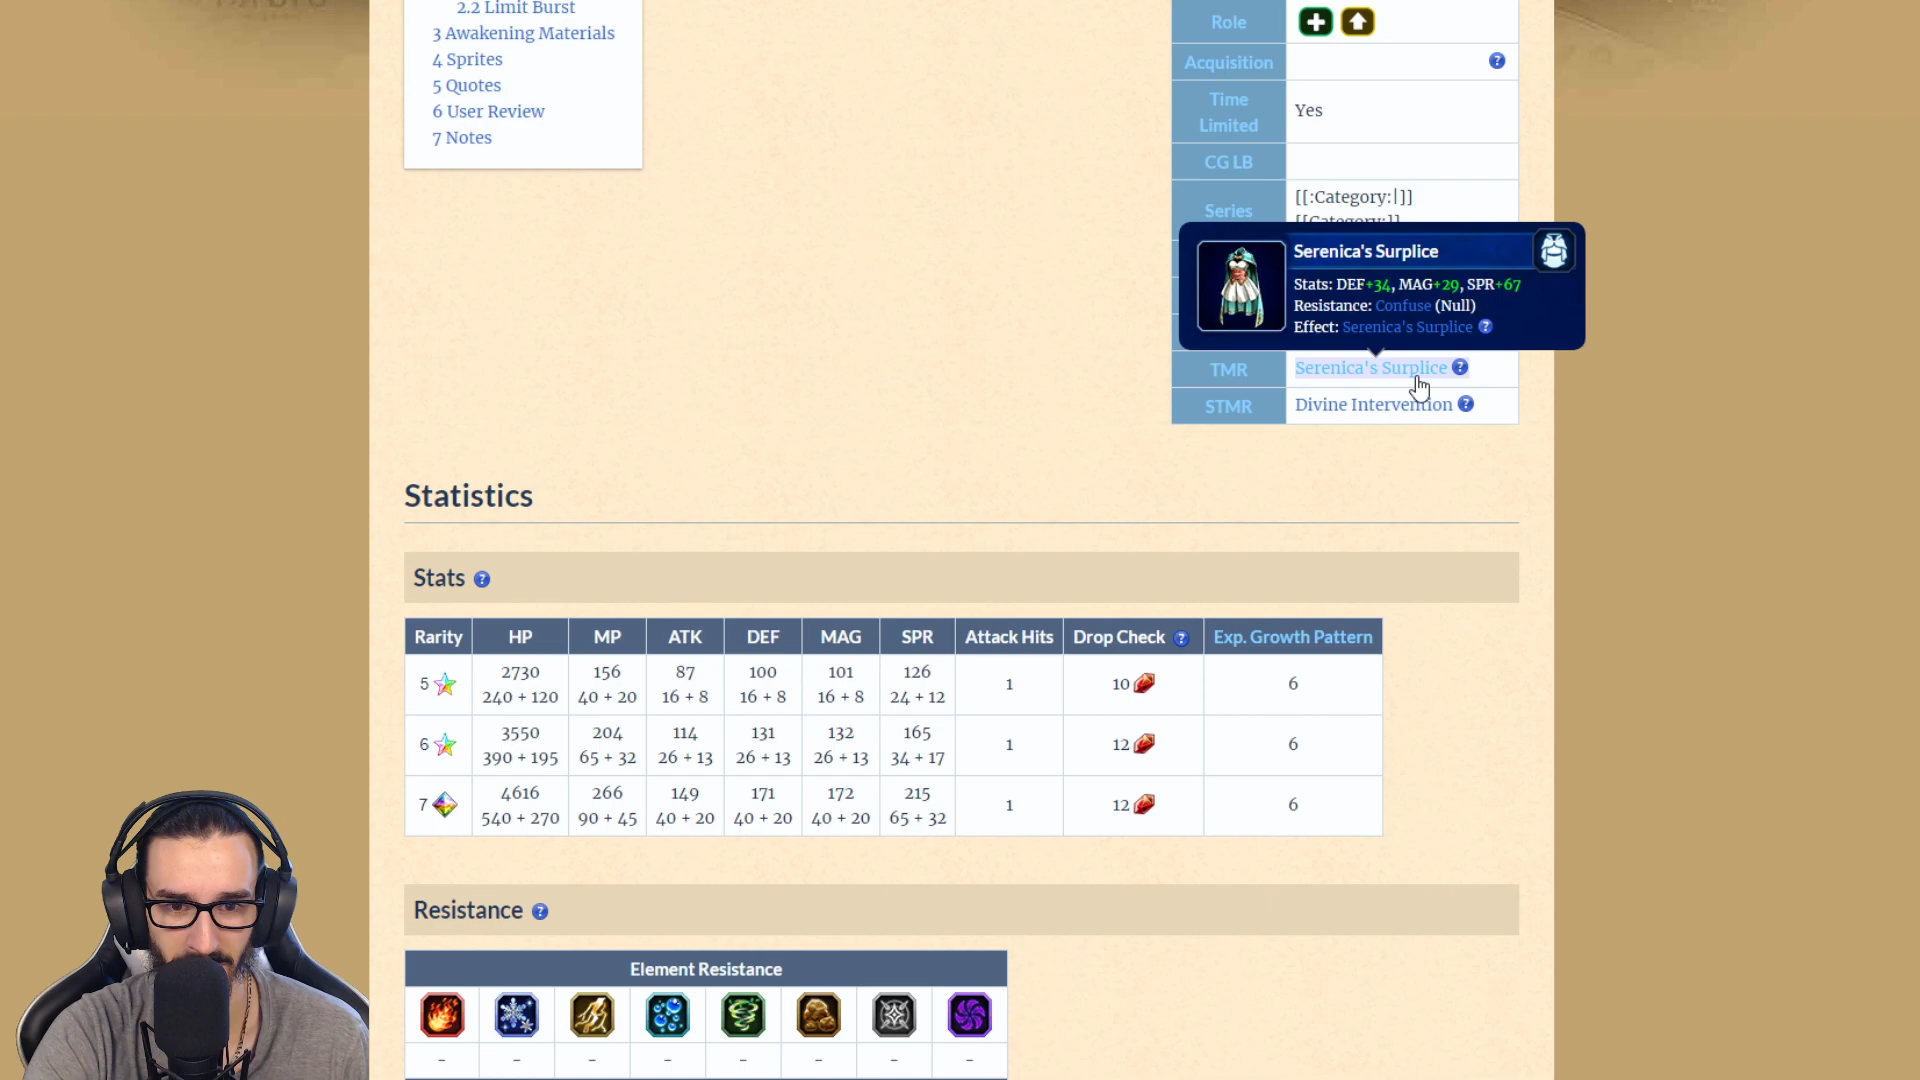 2.2 Limit Burst
3 Awakening Materials
4 Sprites
5 Quotes
6 User Review
7 Notes
Role
Acquisition
Time Limited Yes
CG LB
Series [[:Category:|]]
[[Category:]]
Serenica's Surplice
Stats: DEF+34, MAG+29, SPR+67
Resistance: Confuse (Null)
Effect: Serenica's Surplice ?
TMR Serenica's Surplice ?
STMR Divine Intervention ?
Statistics
Stats ?
Rarity HP MP ATK DEF MAG SPR Attack Hits Drop Check ? Exp. Growth Pattern
5 2730 156 87 100 101 126 1 10 6
240 + 120 40 + 20 16 + 8 16 + 8 16 + 8 24 + 12
6 3550 204 114 131 132 165 1 12 6
390 + 195 65 + 32 26 + 13 26 + 13 26 + 13 34 + 17
7 4616 266 149 171 172 215 1 12 6
540 + 270 90 + 45 40 + 20 40 + 20 40 + 20 65 + 32
Resistance ?
Element Resistance
- - - - - - - -